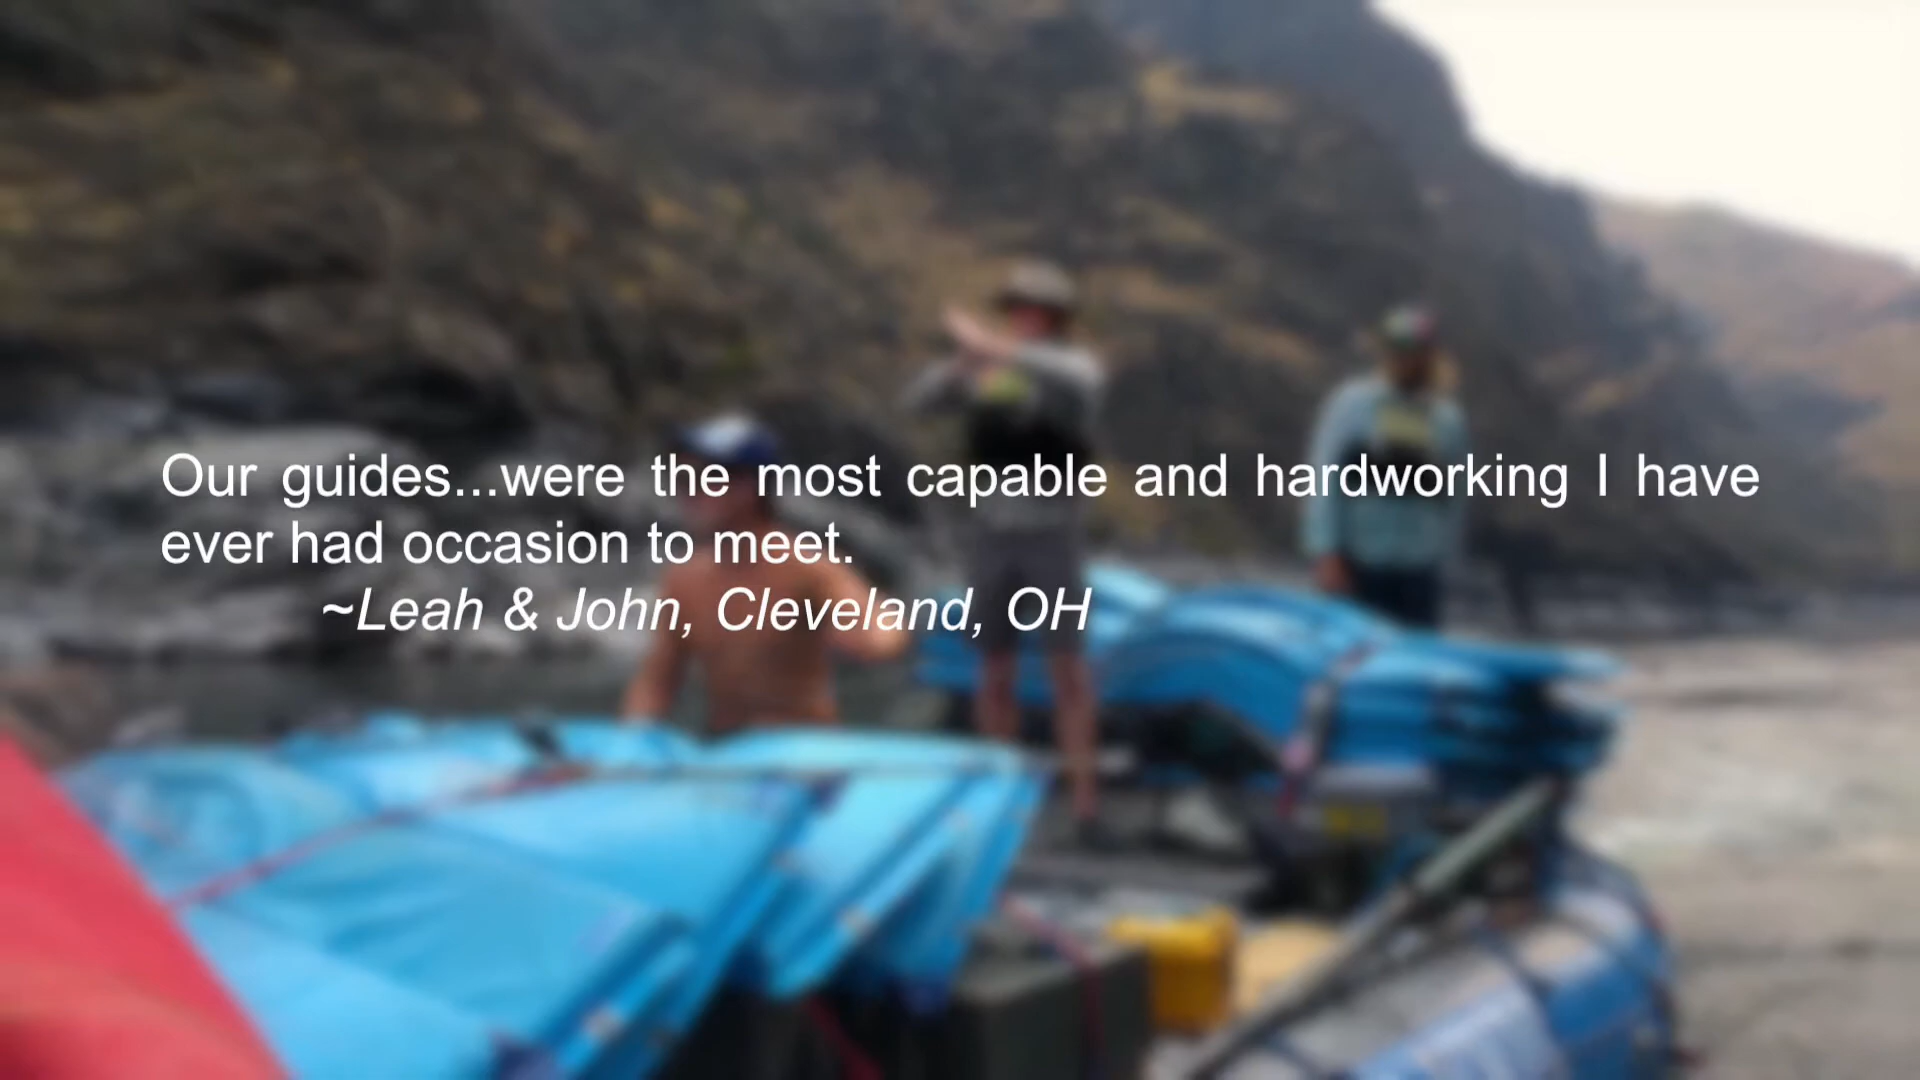 Our guides...were the most capable and hardworking I have
ever had occasion to meet.
~Leah & John, Cleveland, OH